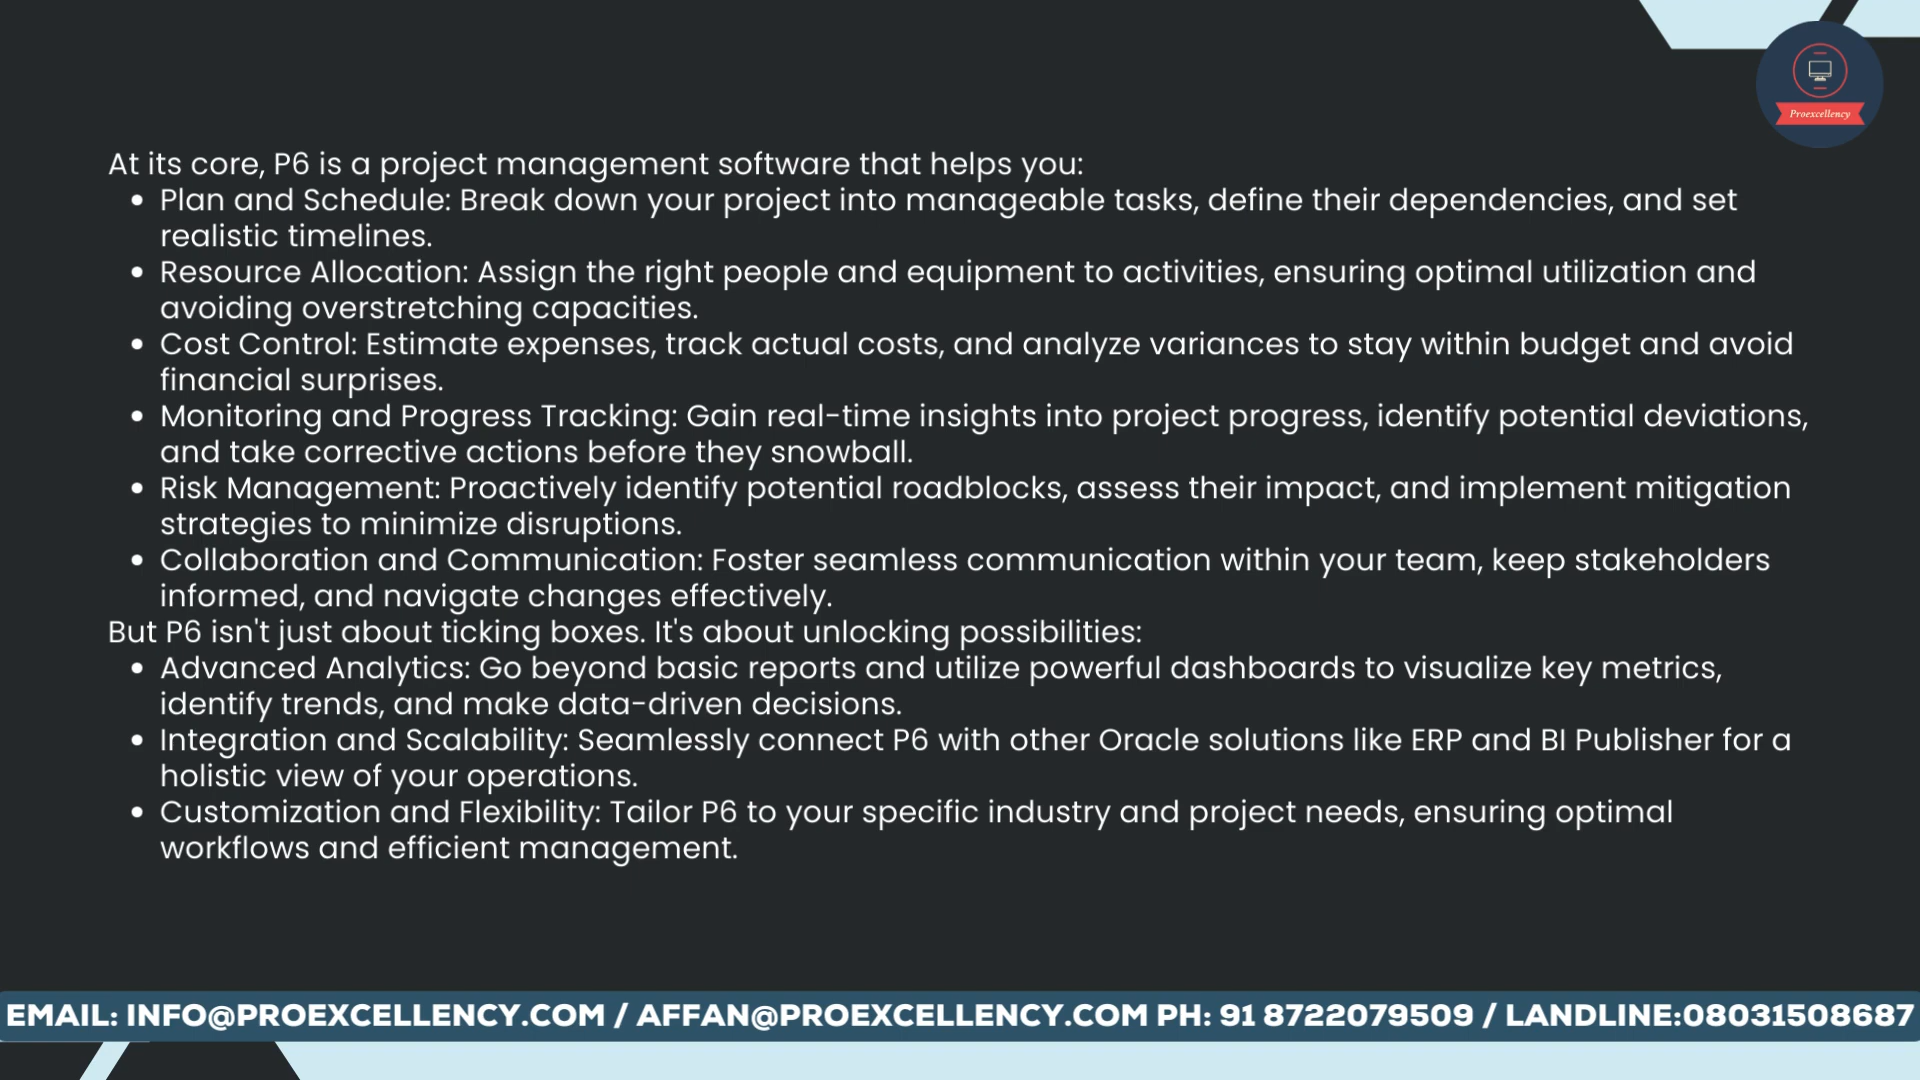 Proexcellency
At its core, P6 is a project management software that helps you:
• Plan and Schedule: Break down your project into manageable tasks, define their dependencies, and set
realistic timelines.
• Resource Allocation: Assign the right people and equipment to activities, ensuring optimal utilization and
avoiding overstretching capacities.
• Cost Control: Estimate expenses, track actual costs, and analyze variances to stay within budget and avoid
financial surprises.
• Monitoring and Progress Tracking: Gain real-time insights into project progress, identify potential deviations,
and take corrective actions before they snowball.
• Risk Management: Proactively identify potential roadblocks, assess their impact, and implement mitigation
strategies to minimize disruptions.
• Collaboration and Communication: Foster seamless communication within your team, keep stakeholders
informed, and navigate changes effectively.
But P6 isn't just about ticking boxes. It's about unlocking possibilities:
• Advanced Analytics: Go beyond basic reports and utilize powerful dashboards to visualize key metrics,
identify trends, and make data-driven decisions.
• Integration and Scalability: Seamlessly connect P6 with other Oracle solutions like ERP and BI Publisher for a
holistic view of your operations.
• Customization and Flexibility: Tailor P6 to your specific industry and project needs, ensuring optimal
workflows and efficient management.
EMAIL: INFO@PROEXCELLENCY.COM / AFFAN@PROEXCELLENCY.COM PH: 91 8722079509 / LANDLINE:08031508687